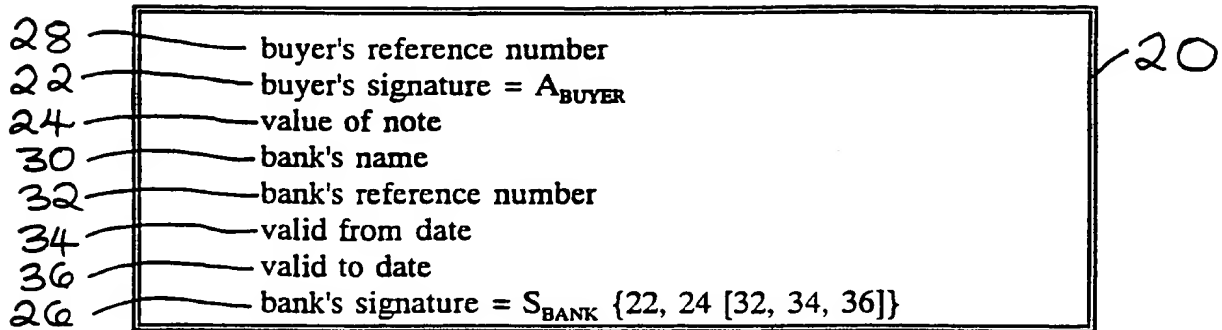 28 buyer's reference number 20
22 buyer's signature = A_BUYER
24 value of note
30 bank's name
32 bank's reference number
34 valid from date
36 valid to date
26 bank's signature = S_BANK {22, 24 [32, 34, 36]}